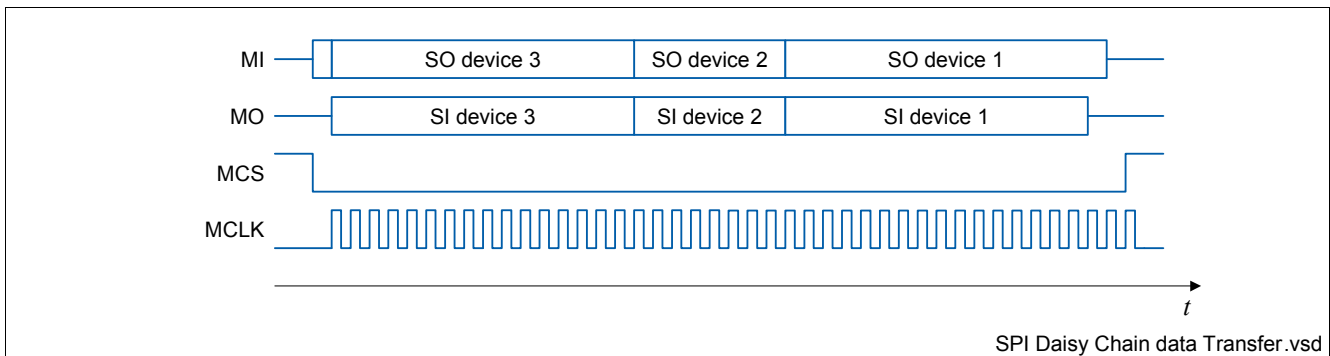 MI SO device 3 SO device 2 SO device 1
MO SI device 3 SI device 2 SI device 1
MCS
MCLK
t
SPI Daisy Chain data Transfer.vsd